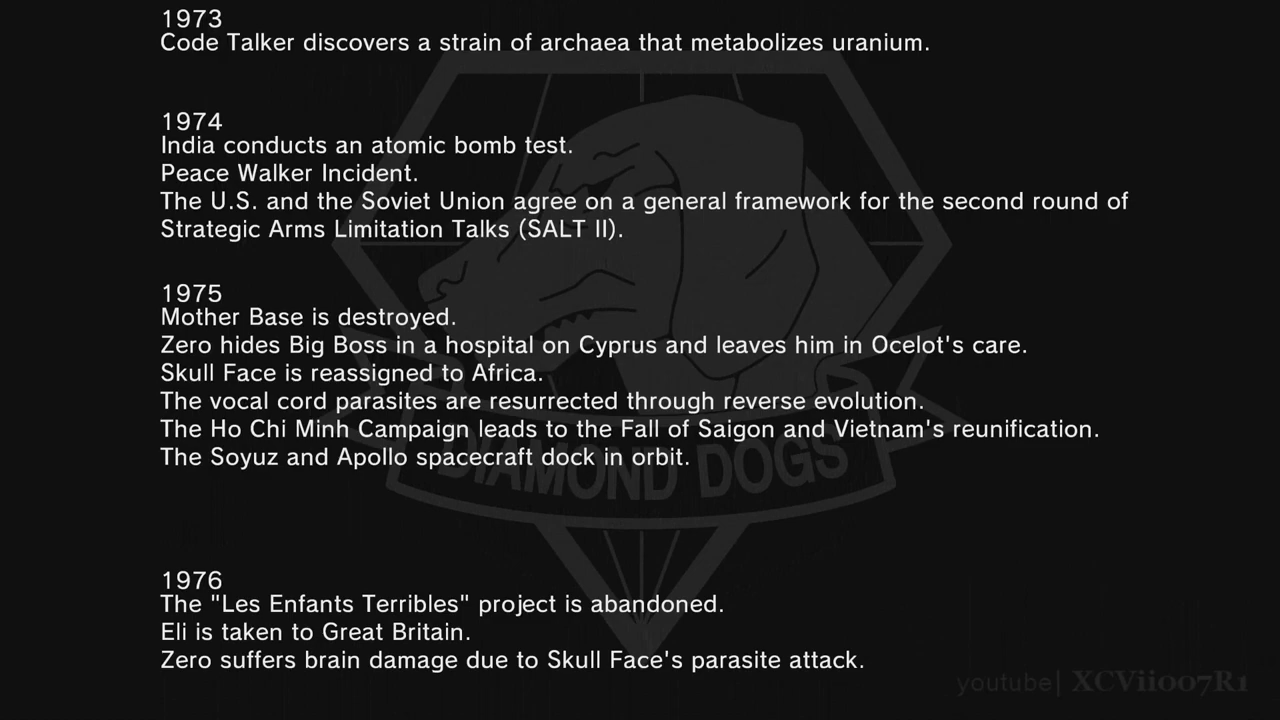 1973
Code Talker discovers a strain of archaea that metabolizes uranium.
1974
India conducts an atomic bomb test.
Peace Walker Incident.
The U.S. and the Soviet Union agree on a general framework for the second round of
Strategic Arms Limitation Talks (SALT II).
1975
Mother Base is destroyed.
Zero hides Big Boss in a hospital on Cyprus and leaves him in Ocelot's care.
Skull Face is reassigned to Africa.
The vocal cord parasites are resurrected through reverse evolution.
The Ho Chi Minh Campaign leads to the Fall of Saigon and Vietnam's reunification.
The Soyuz and Apollo spacecraft dock in orbit.
DIAMOND DOGS
1976
The "Les Enfants Terribles" project is abandoned.
Eli is taken to Great Britain.
Zero suffers brain damage due to Skull Face's parasite attack.
youtube| XCVii007R1